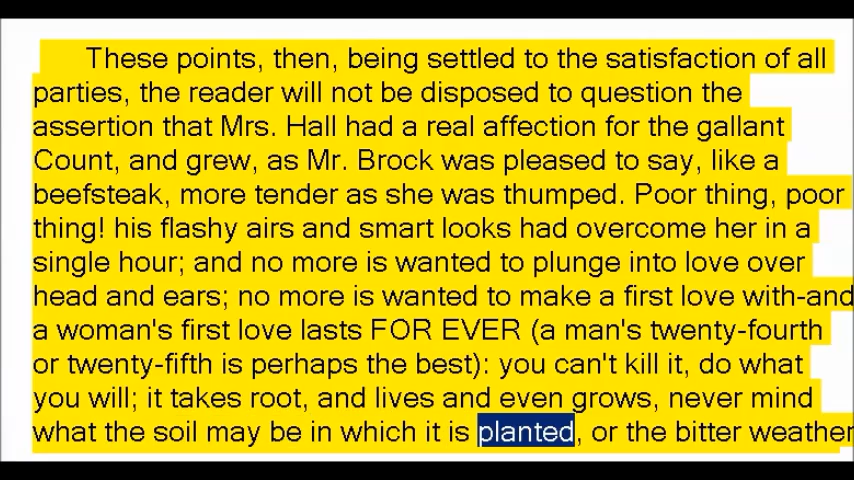 These points, then, being settled to the satisfaction of all
parties, the reader will not be disposed to question the
assertion that Mrs. Hall had a real affection for the gallant
Count, and grew, as Mr. Brock was pleased to say, like a
beefsteak, more tender as she was thumped. Poor thing, poor
thing! his flashy airs and smart looks had overcome her in a
single hour; and no more is wanted to plunge into love over
head and ears; no more is wanted to make a first love with-and
a woman's first love lasts FOR EVER (a man's twenty-fourth
or twenty-fifth is perhaps the best): you can't kill it, do what
you will; it takes root, and lives and even grows, never mind
what the soil may be in which it is planted, or the bitter weather